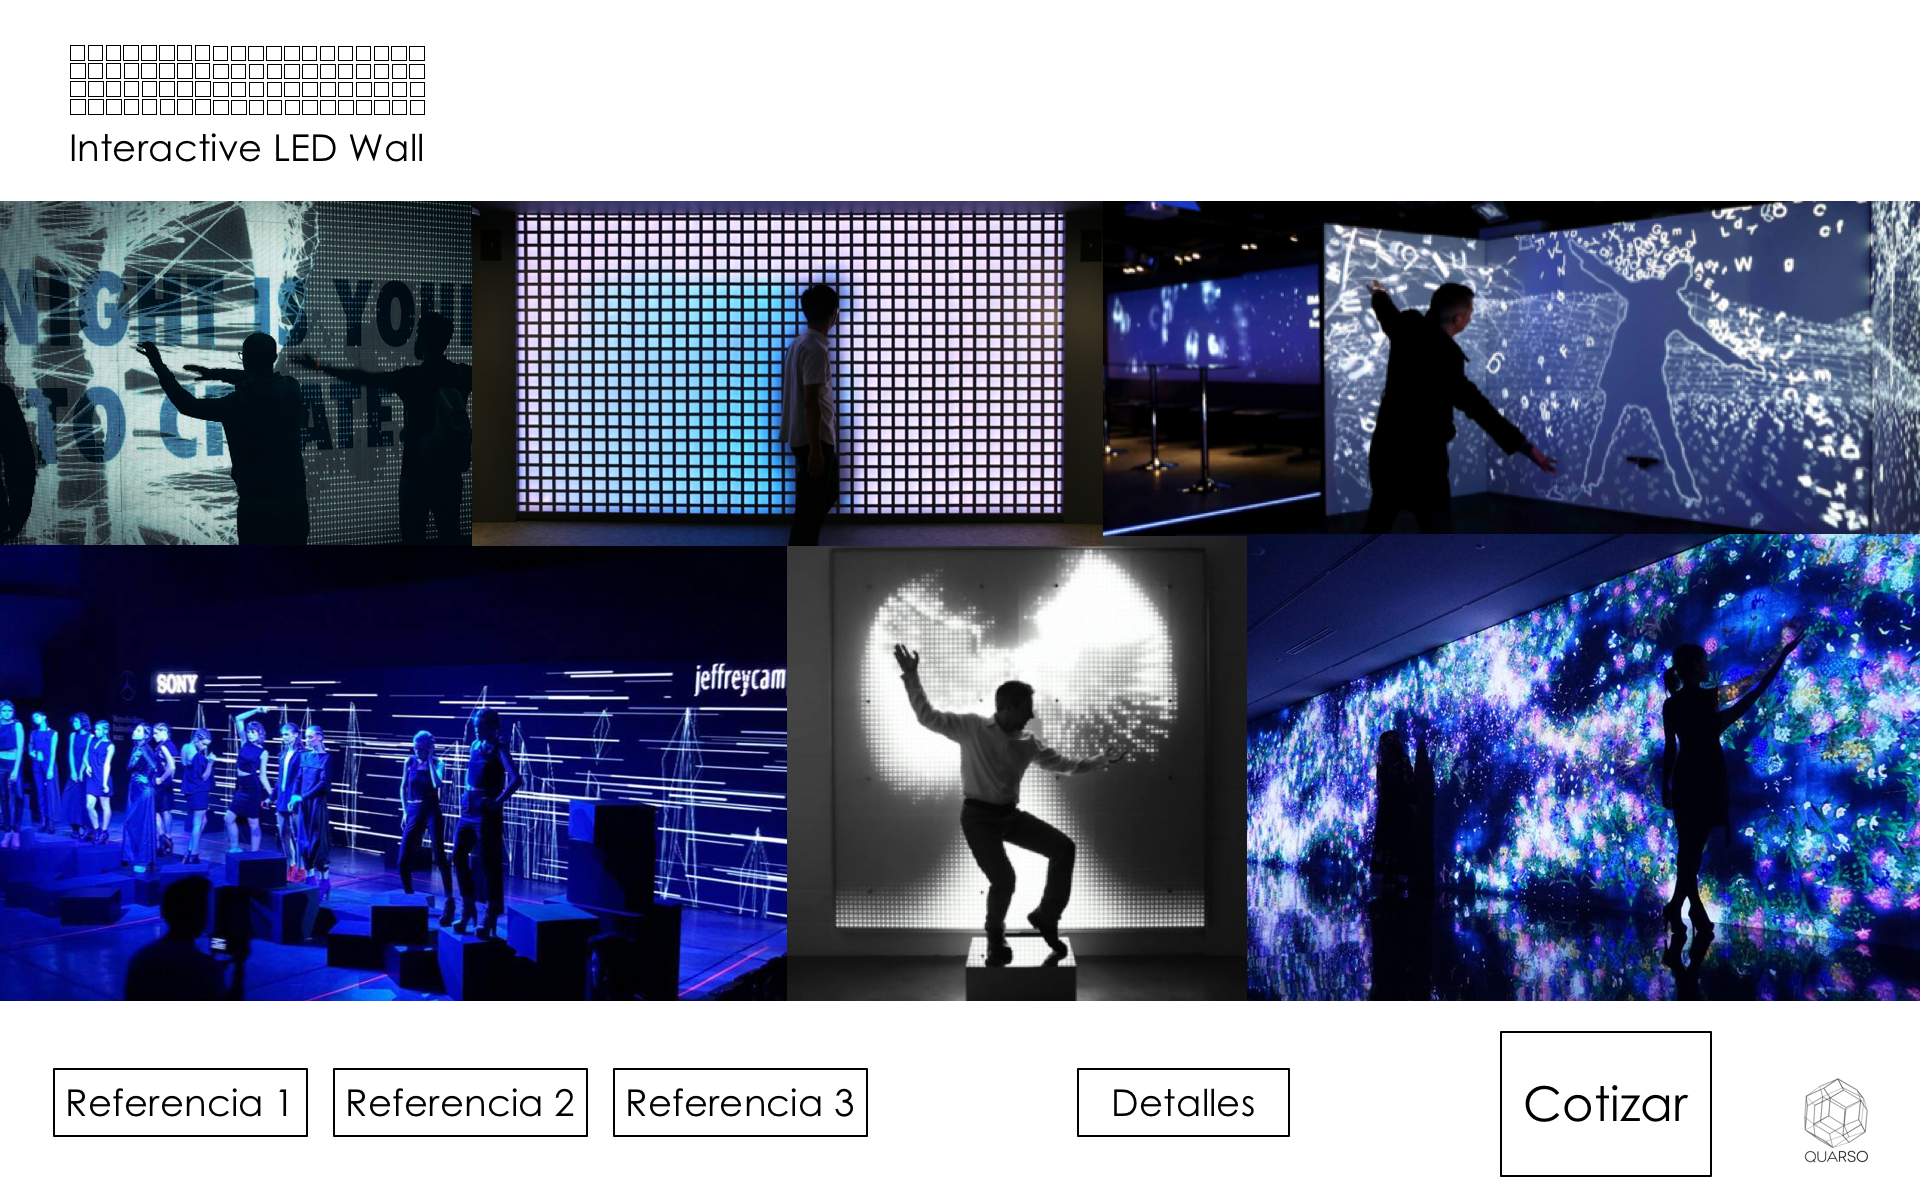 Interactive LED Wall
NIGHT IS YOU
TO CREATE
SONY
jeffreycam
Referencia 1
Referencia 2
Referencia 3
Detalles
Cotizar
QUARSO